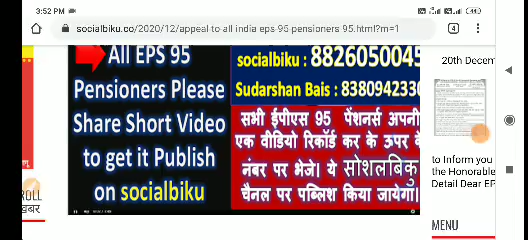 3:52 PM
44
socialbiku.co/2020/12/appeal-to-all india-eps-95-pensioners 95.html?m=1
4
All EPS 95
Pensioners Please
Share Short Video
to get it Publish
on socialbiku
socialbiku : 8826050045
Sudarshan Bais : 8380942330
सभी ईपीएस 95 पेंशनर्स अपनी
एक वीडियो रिकॉर्ड कर के ऊपर के
नंबर पर भेजे। ये सोशलबिकु
चैनल पर पब्लिश किया जायेगा।
20th Decem
to Inform you
the Honorable
Detail Dear EP
MENU
ROLL
खबर